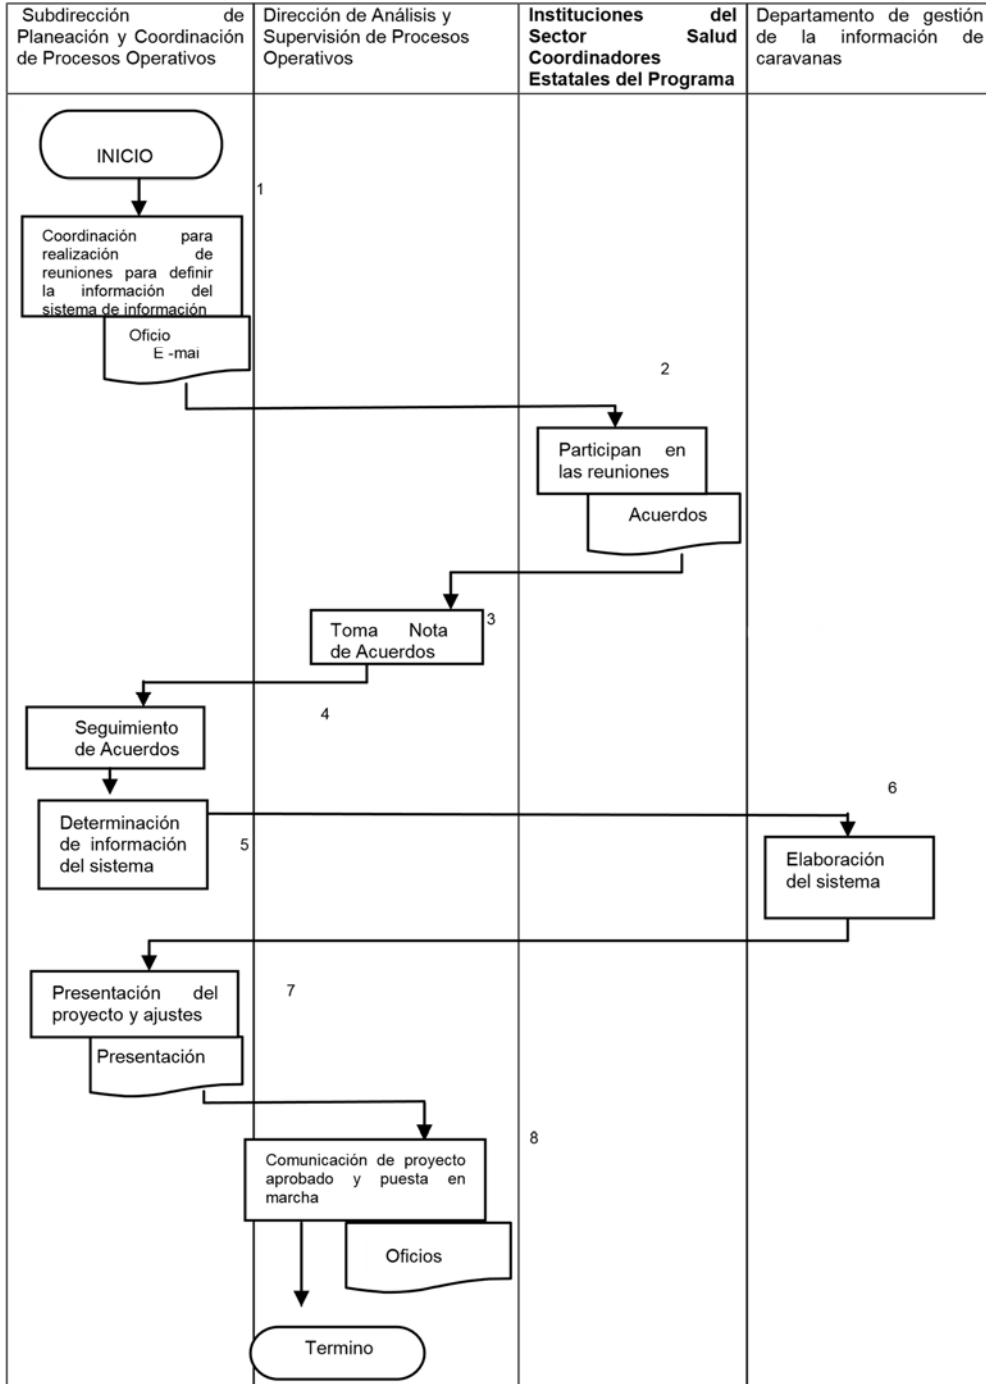 Subdirección de
Planeación y Coordinación
de Procesos Operativos
Dirección de Análisis y
Supervisión de Procesos
Operativos
Instituciones del
Sector Salud
Coordinadores
Estatales del Programa
Departamento de gestión
de la información de
caravanas
INICIO
1
Coordinación para
realización de
reuniones para definir
la información del
sistema de información
Oficio
E -mai
2
Participan en
las reuniones
Acuerdos
3
Toma Nota
de Acuerdos
4
Seguimiento
de Acuerdos
Determinación
de información
del sistema
5
6
Elaboración
del sistema
Presentación del
proyecto y ajustes
7
Presentación
8
Comunicación de proyecto
aprobado y puesta en
marcha
Oficios
Termino